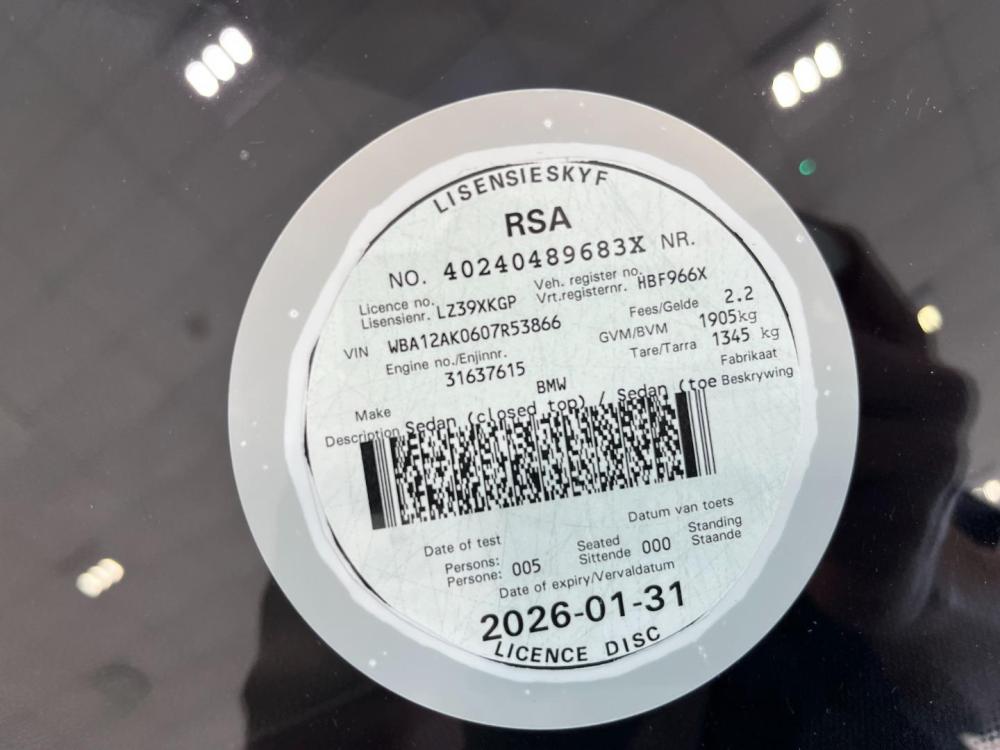 LISENSIESKYF
RSA
NO. 40240489683X NR.
Licence no. LZ39XKGP Veh. register no. HBF966X
Lisensienr. Vrt.registernr.
VIN WBA12AK0607R53866 Fees/Gelde 2.2
Engine no./Enjinnr. GVM/BVM 1905kg
31637615 Tare/Tarra 1345 kg
Make BMW Fabrikaat
Description Sedan (closed top) / Sedan (toe Beskrywing
Date of test Datum van toets
Persons: 005 Seated 000 Standing
Persone: Sittende Staande
Date of expiry/Vervaldatum
2026-01-31
LICENCE DISC